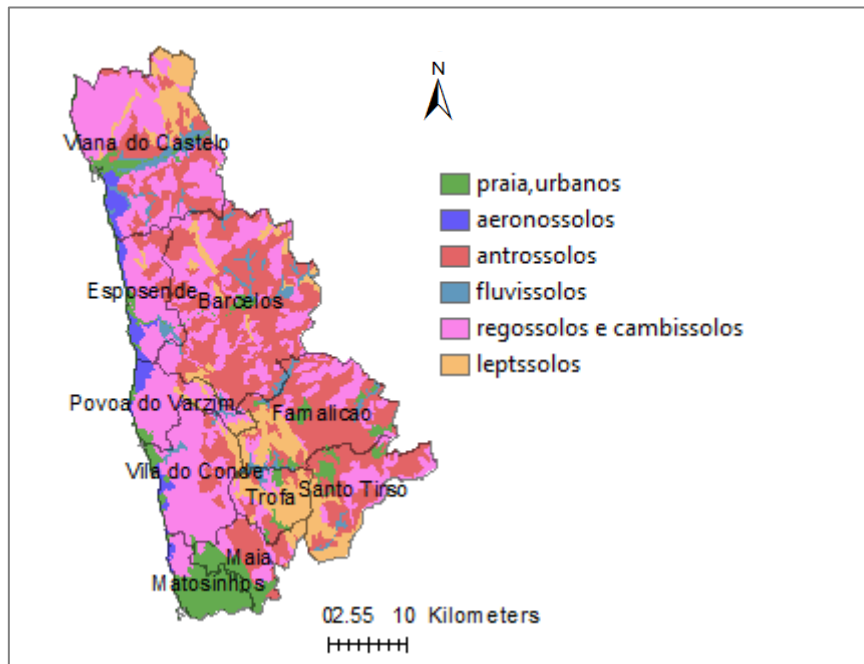 N
Viana do Castelo
praia,urbanos
aeronossolos
antrossolos
Esposende
Barcelos
fluvissolos
regossolos e cambissolos
leptssolos
Povoa do Varzim
Famalicao
Vila do Conde
Trofa
Santo Tirso
Maia
Matosinhos
02.55 10 Kilometers